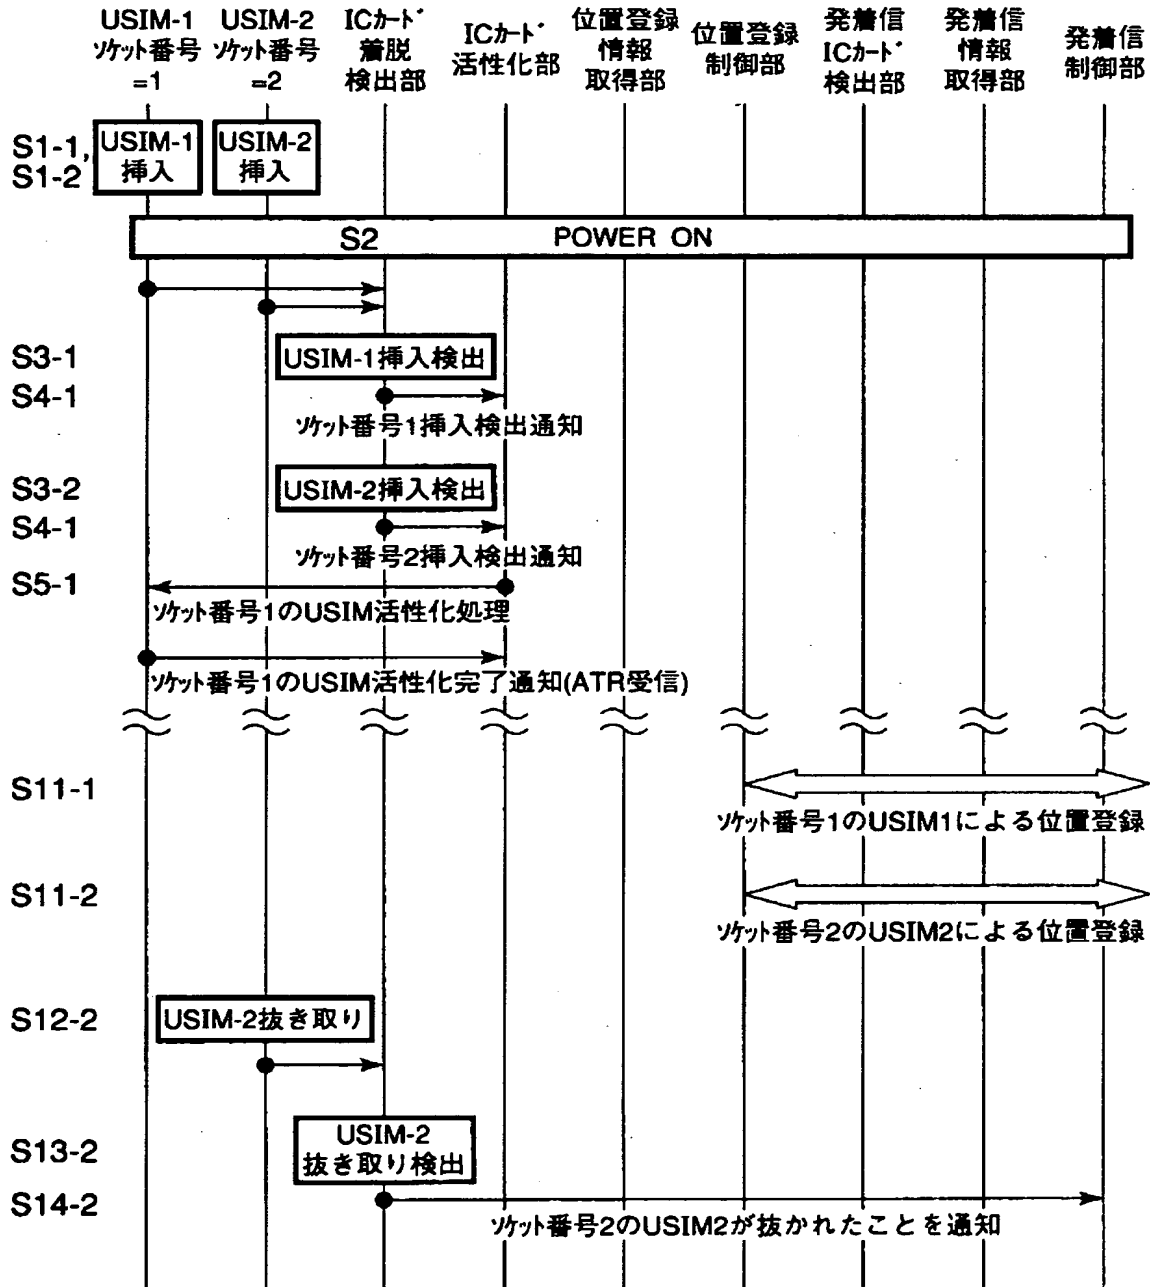 USIM-1
ソケット番号
=1
USIM-2
ソケット番号
=2
ICカード
着脱
検出部
ICカード
活性化部
位置登録
情報
取得部
位置登録
制御部
発着信
ICカード
検出部
発着信
情報
取得部
発着信
制御部
S1-1,
S1-2
USIM-1
挿入
USIM-2
挿入
S2 POWER ON
S3-1
USIM-1挿入検出
S4-1
ソケット番号1挿入検出通知
S3-2
USIM-2挿入検出
S4-1
ソケット番号2挿入検出通知
S5-1
ソケット番号1のUSIM活性化処理
ソケット番号1のUSIM活性化完了通知(ATR受信)
S11-1
ソケット番号1のUSIM1による位置登録
S11-2
ソケット番号2のUSIM2による位置登録
S12-2
USIM-2抜き取り
S13-2
USIM-2
抜き取り検出
S14-2
ソケット番号2のUSIM2が抜かれたことを通知